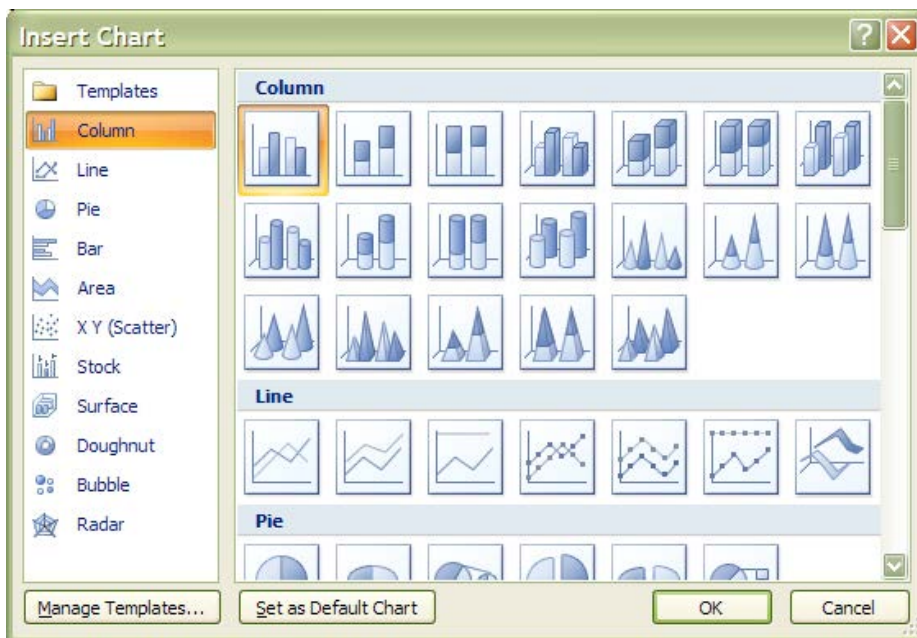 Insert Chart
Templates
Column
Line
Pie
Bar
Area
X Y (Scatter)
Stock
Surface
Doughnut
Bubble
Radar
Column
Line
Pie
Manage Templates...
Set as Default Chart
OK
Cancel